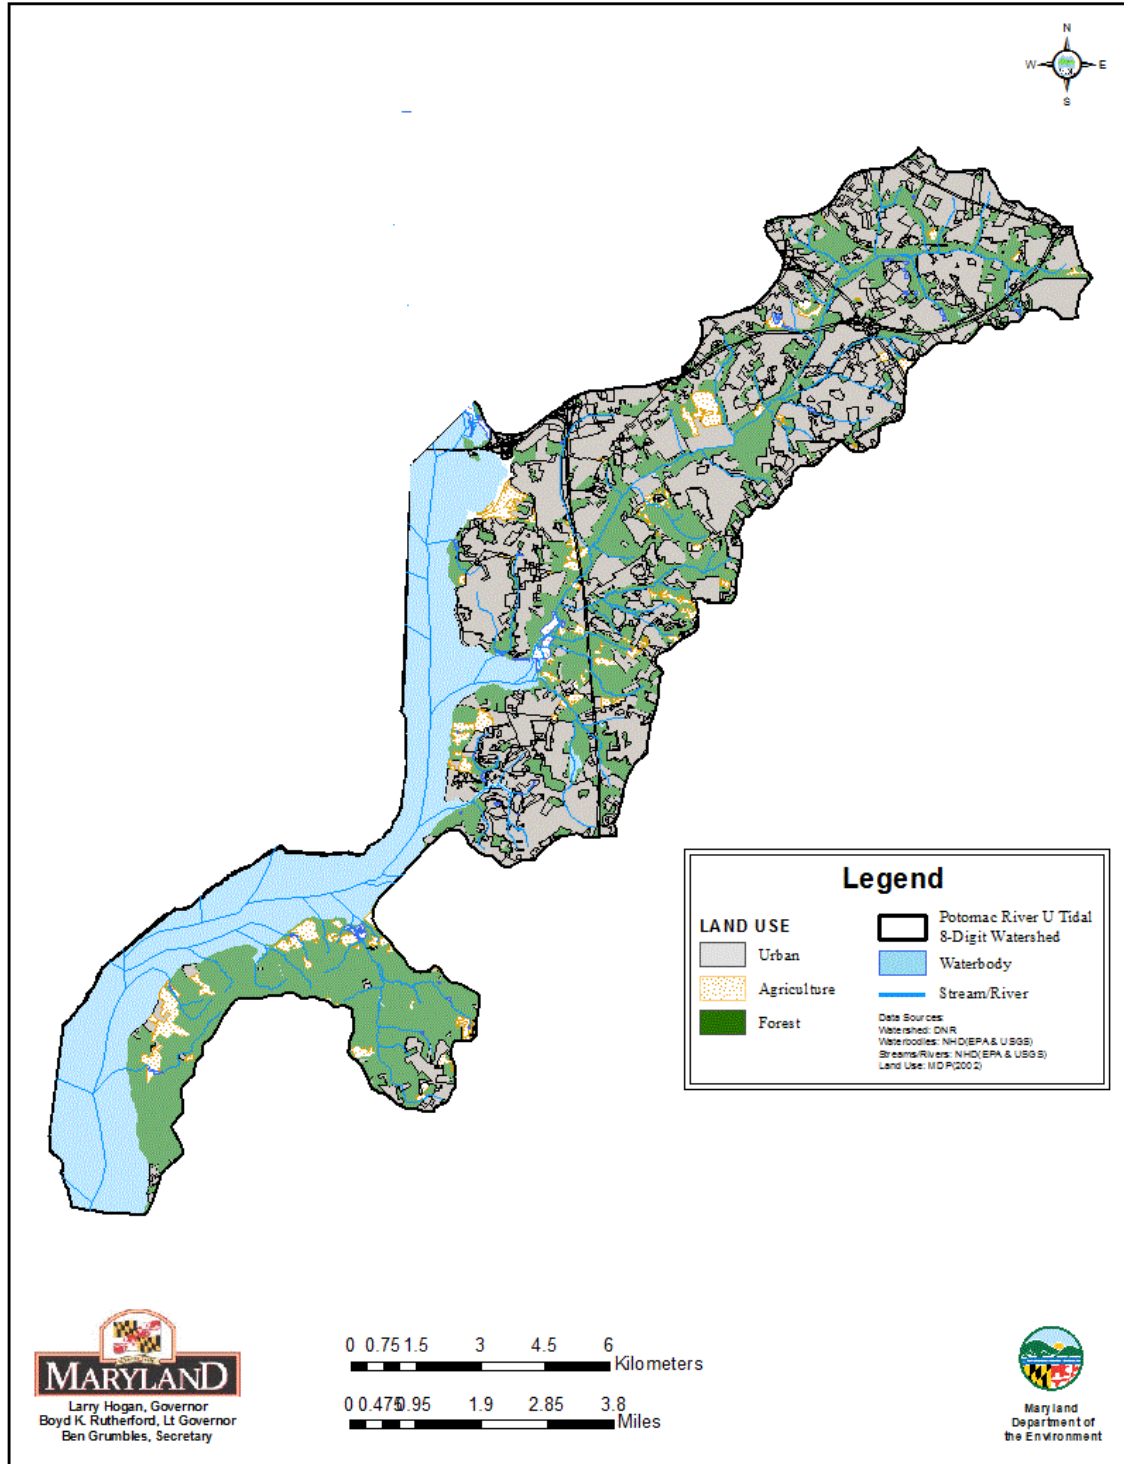 N
W E
S
Legend
LAND USE
Urban
Agriculture
Forest
Potomac River U Tidal
8-Digit Watershed
Waterbody
Stream/River
Data Sources:
Watershed: DNR
Waterbodies: NHD(EPA & USGS)
Streams/Rivers: NHD(EPA & USGS)
Land Use: MDP(2002)
MARYLAND
Larry Hogan, Governor
Boyd K. Rutherford, Lt Governor
Ben Grumbles, Secretary
0 0.75 1.5 3 4.5 6
Kilometers
0 0.475 0.95 1.9 2.85 3.8
Miles
Maryland
Department of
the Environment